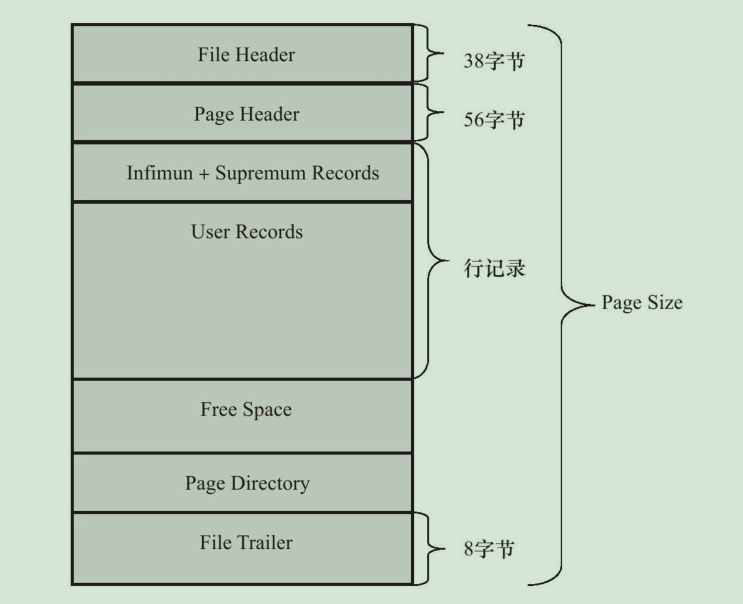 File Header
38字节
Page Header
56字节
Infimun + Supremum Records
User Records
行记录
Page Size
Free Space
Page Directory
File Trailer
8字节